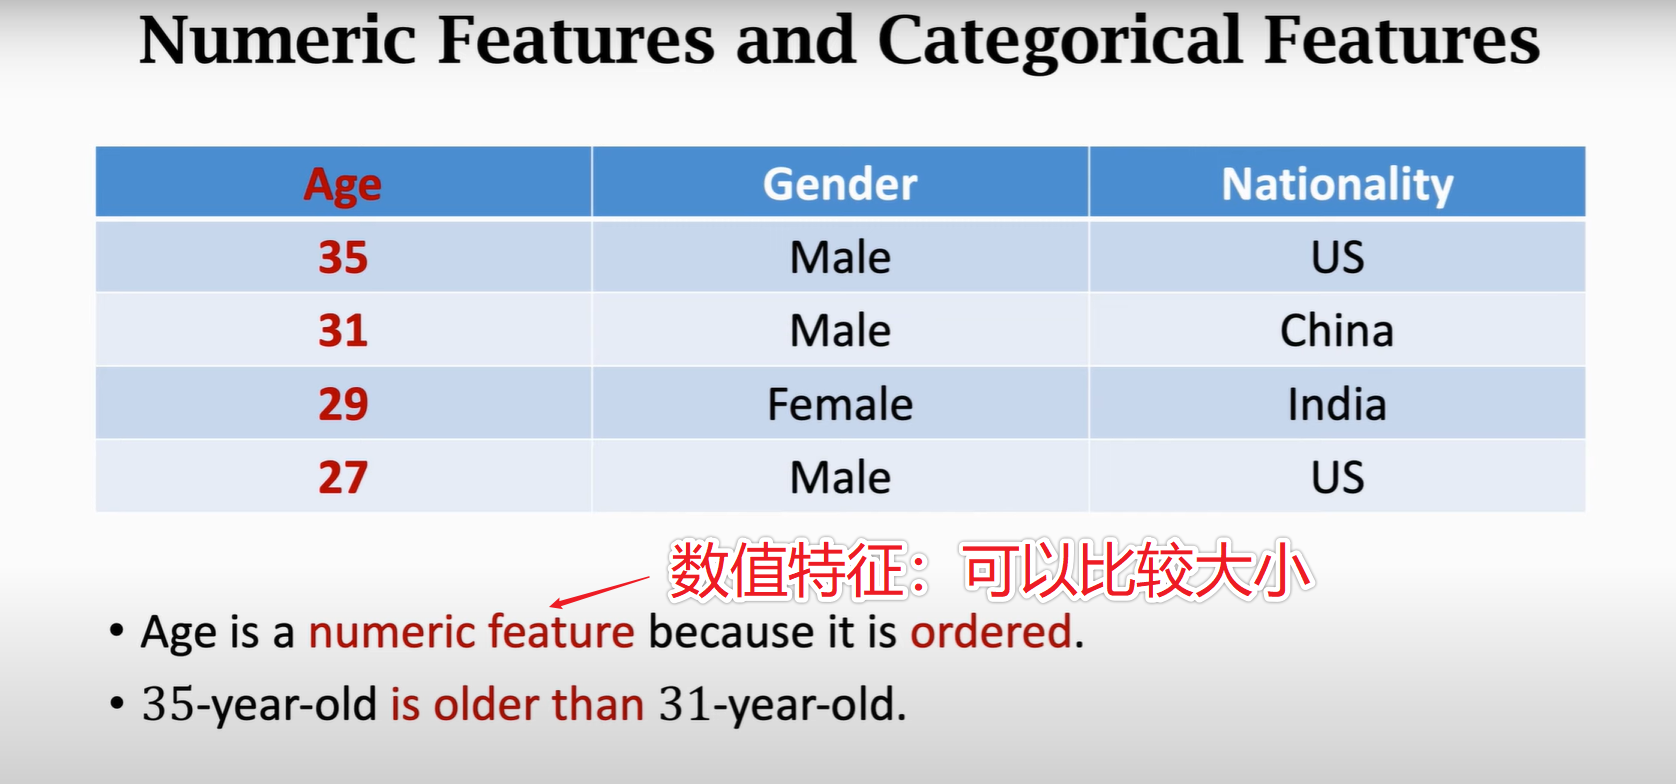 Numeric Features and Categorical Features
Age Gender Nationality
35 Male US
31 Male China
29 Female India
27 Male US
数值特征：可以比较大小
• Age is a numeric feature because it is ordered.
• 35-year-old is older than 31-year-old.